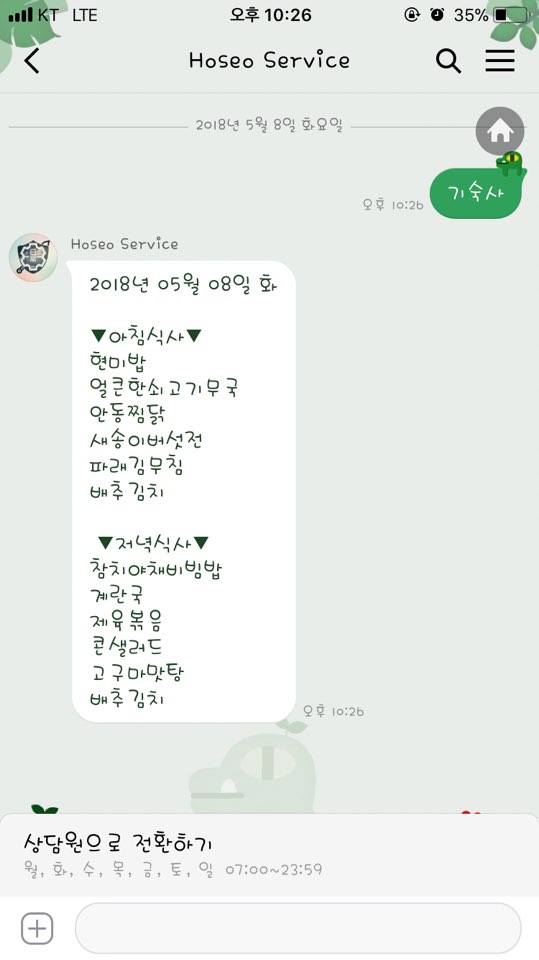 KT LTE 오후 10:26 35%
Hoseo Service
2018년 5월 8일 화요일
기숙사
오후 10:26
Hoseo Service
2018년 05월 08일 화
▼아침식사▼
현미밥
얼큰한쇠고기무국
안동찜닭
새송이버섯전
파래김무침
배추김치
▼저녁식사▼
참치야채비빔밥
계란국
제육볶음
콘샐러드
고구마맛탕
배추김치
오후 10:26
상담원으로 전환하기
월, 화, 수, 목, 금, 토, 일 07:00~23:59